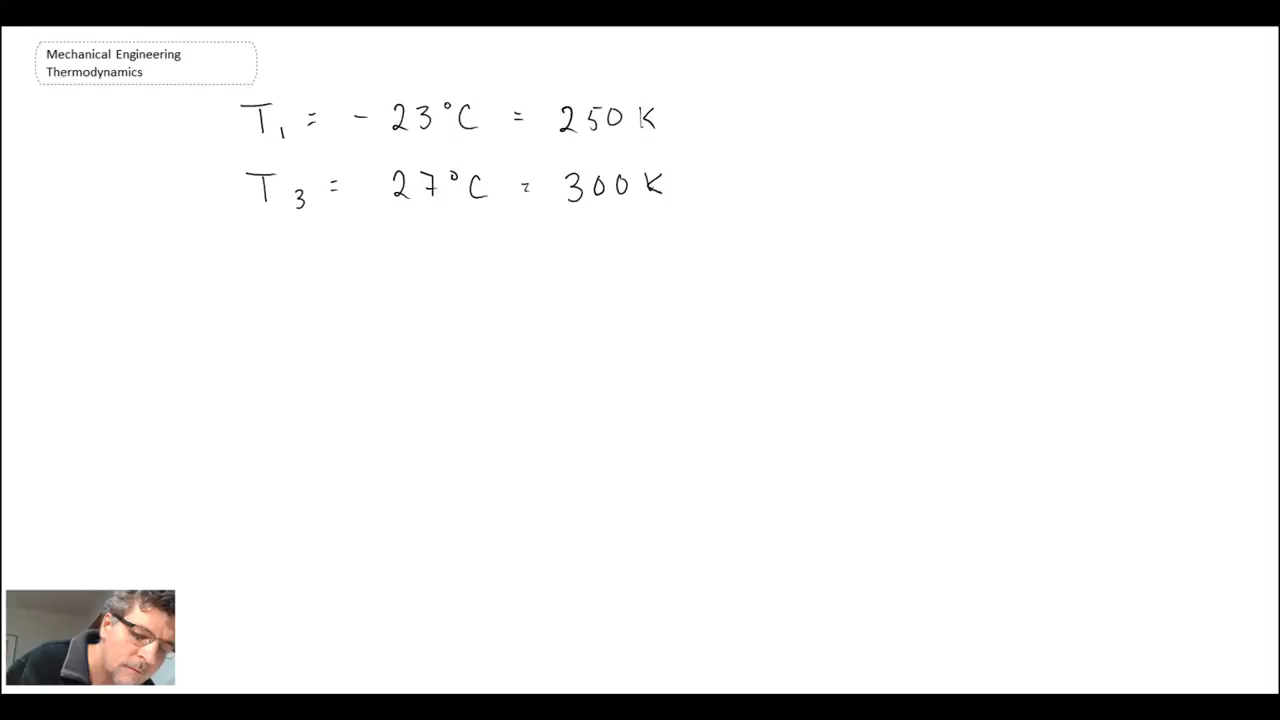 Mechanical Engineering
Thermodynamics
T₁ = - 23°C = 250 K
T₃ = 27°C = 300 K